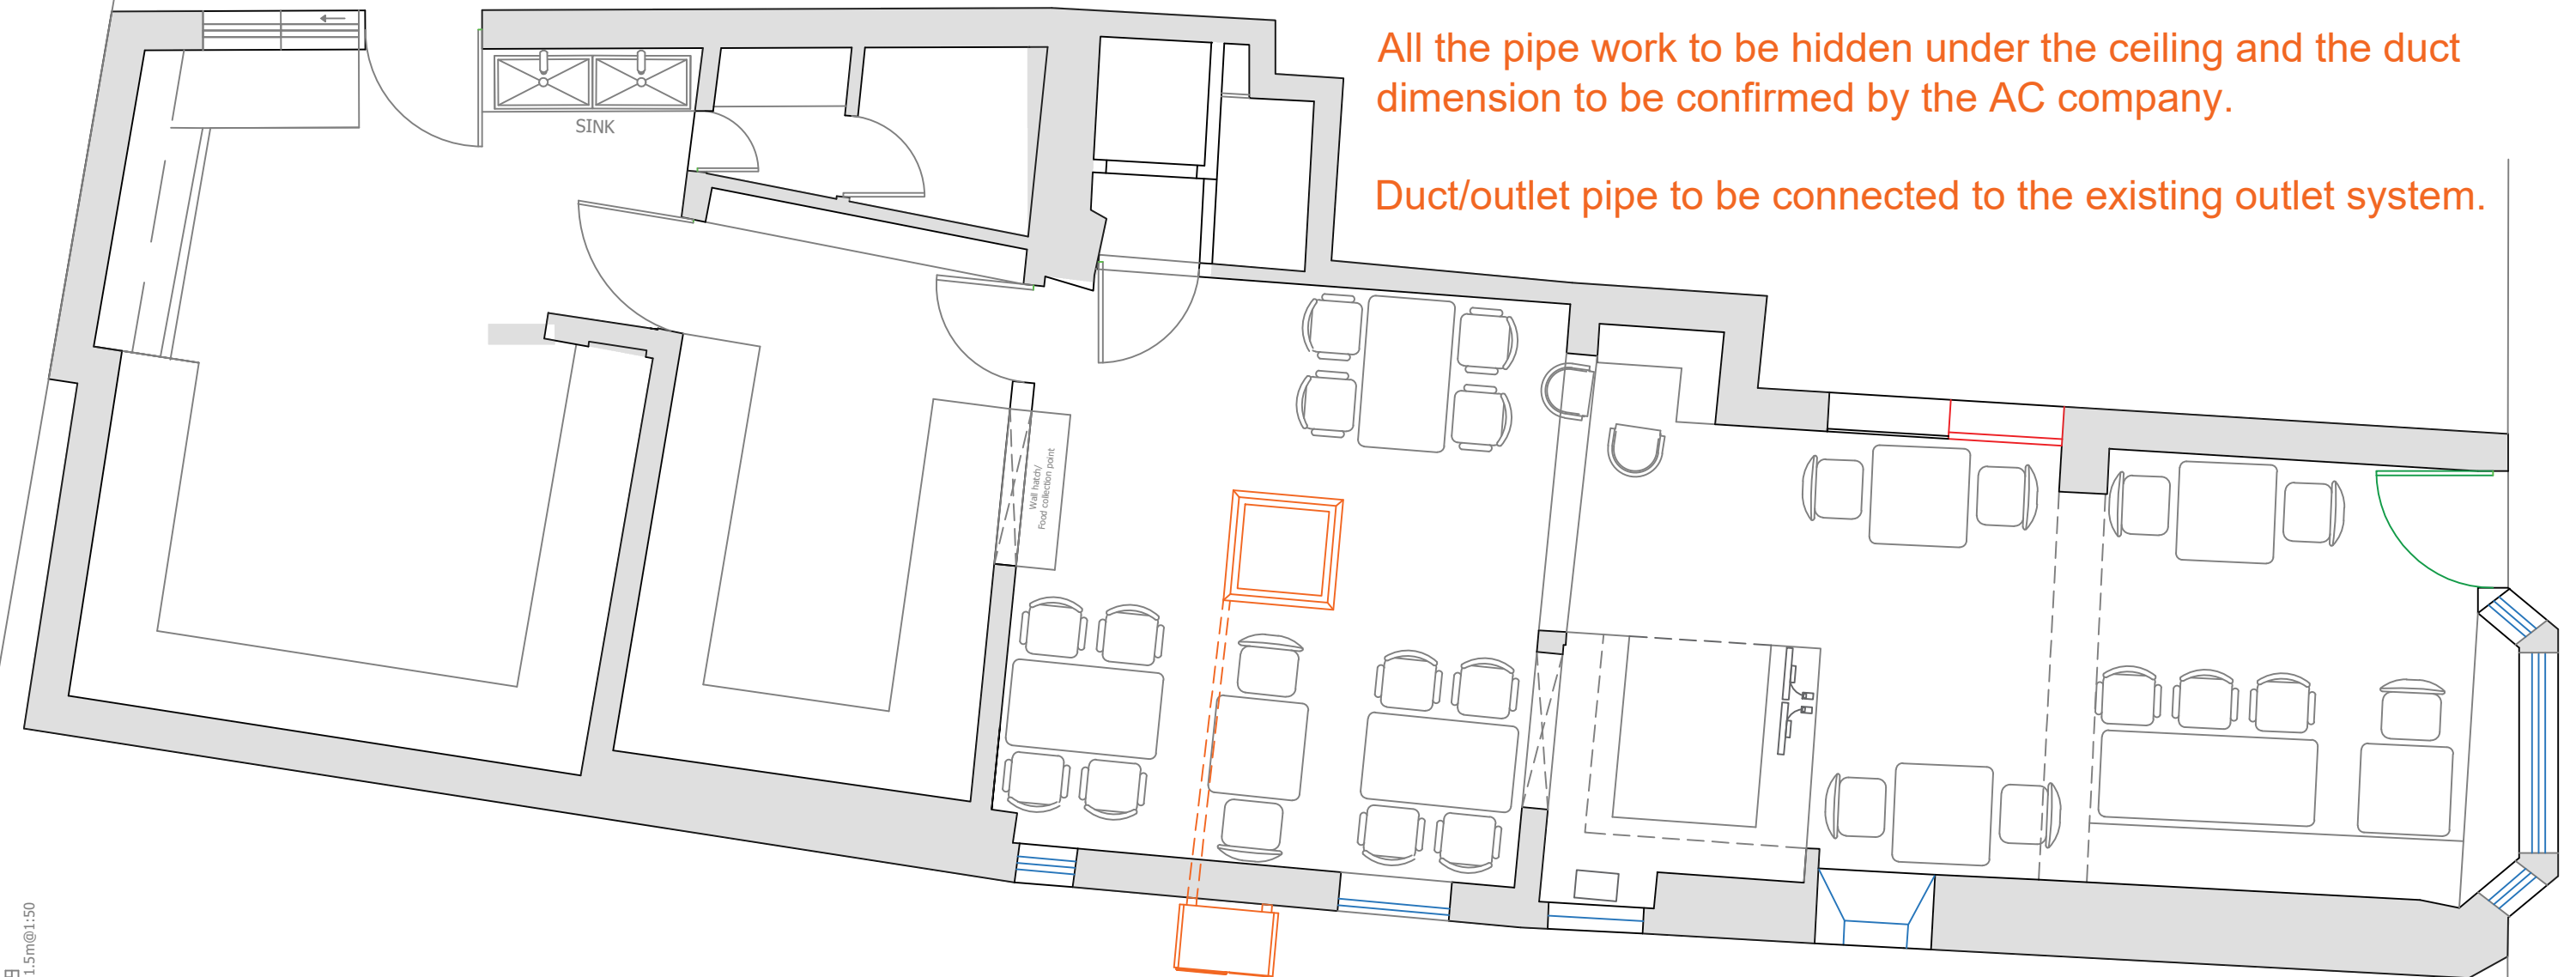 All the pipe work to be hidden under the ceiling and the duct
dimension to be confirmed by the AC company.
Duct/outlet pipe to be connected to the existing outlet system.
SINK
Wall hatch/
Food collection point
1.5m@1:50